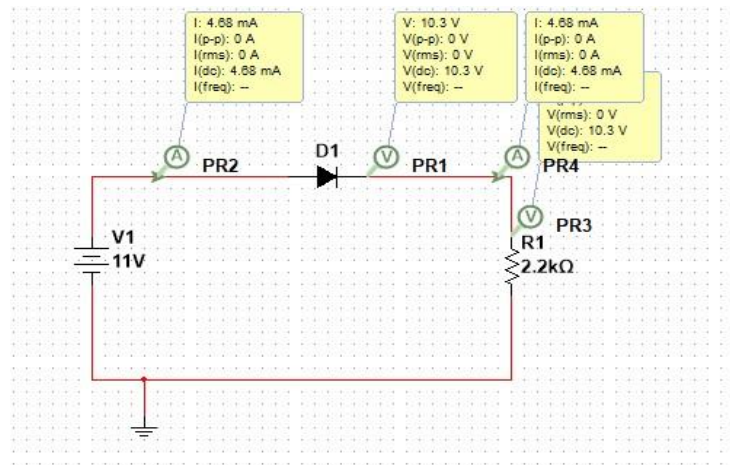 I: 4.68 mA
I(p-p): 0 A
I(rms): 0 A
I(dc): 4.68 mA
I(freq): --
V: 10.3 V
V(p-p): 0 V
V(rms): 0 V
V(dc): 10.3 V
V(freq): --
I: 4.68 mA
I(p-p): 0 A
I(rms): 0 A
I(dc): 4.68 mA
I(freq): --
V(rms): 0 V
V(dc): 10.3 V
V(freq): --
A
PR2
D1
V
PR1
A
PR4
V
PR3
V1
11V
R1
2.2kΩ